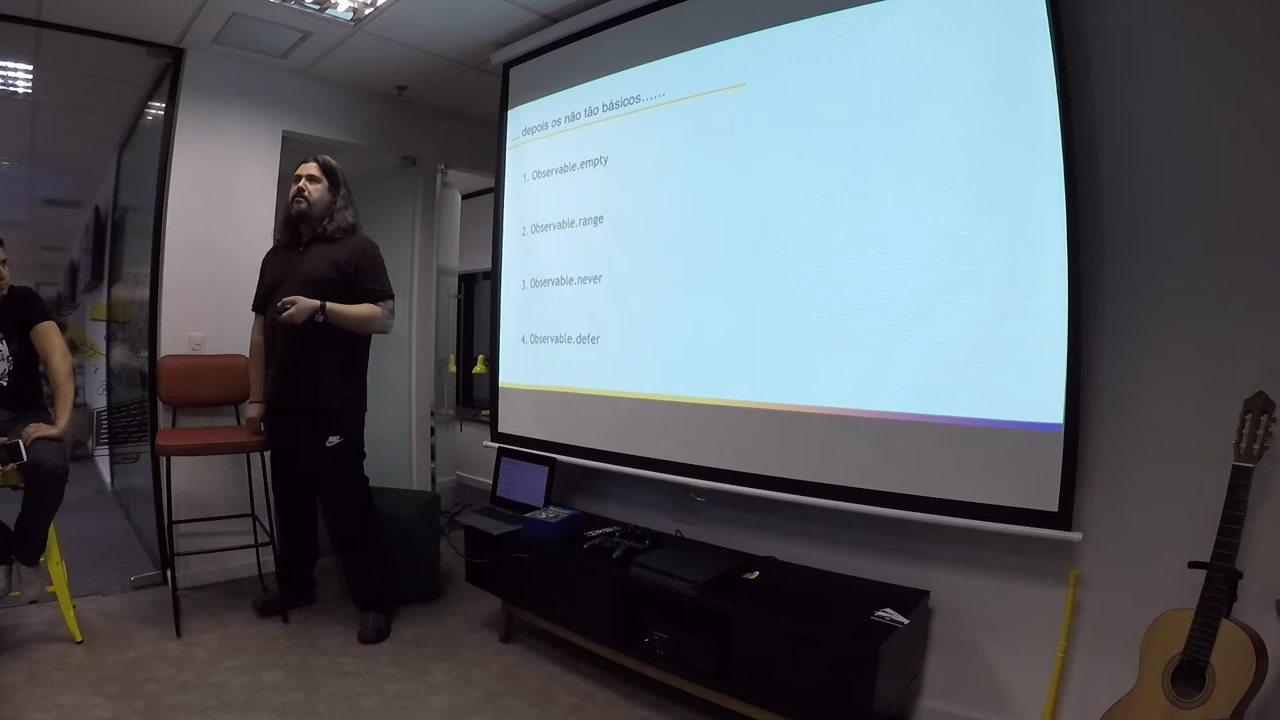 ... depois os não tão básicos......
1. Observable.empty
2. Observable.range
3. Observable.never
4. Observable.defer